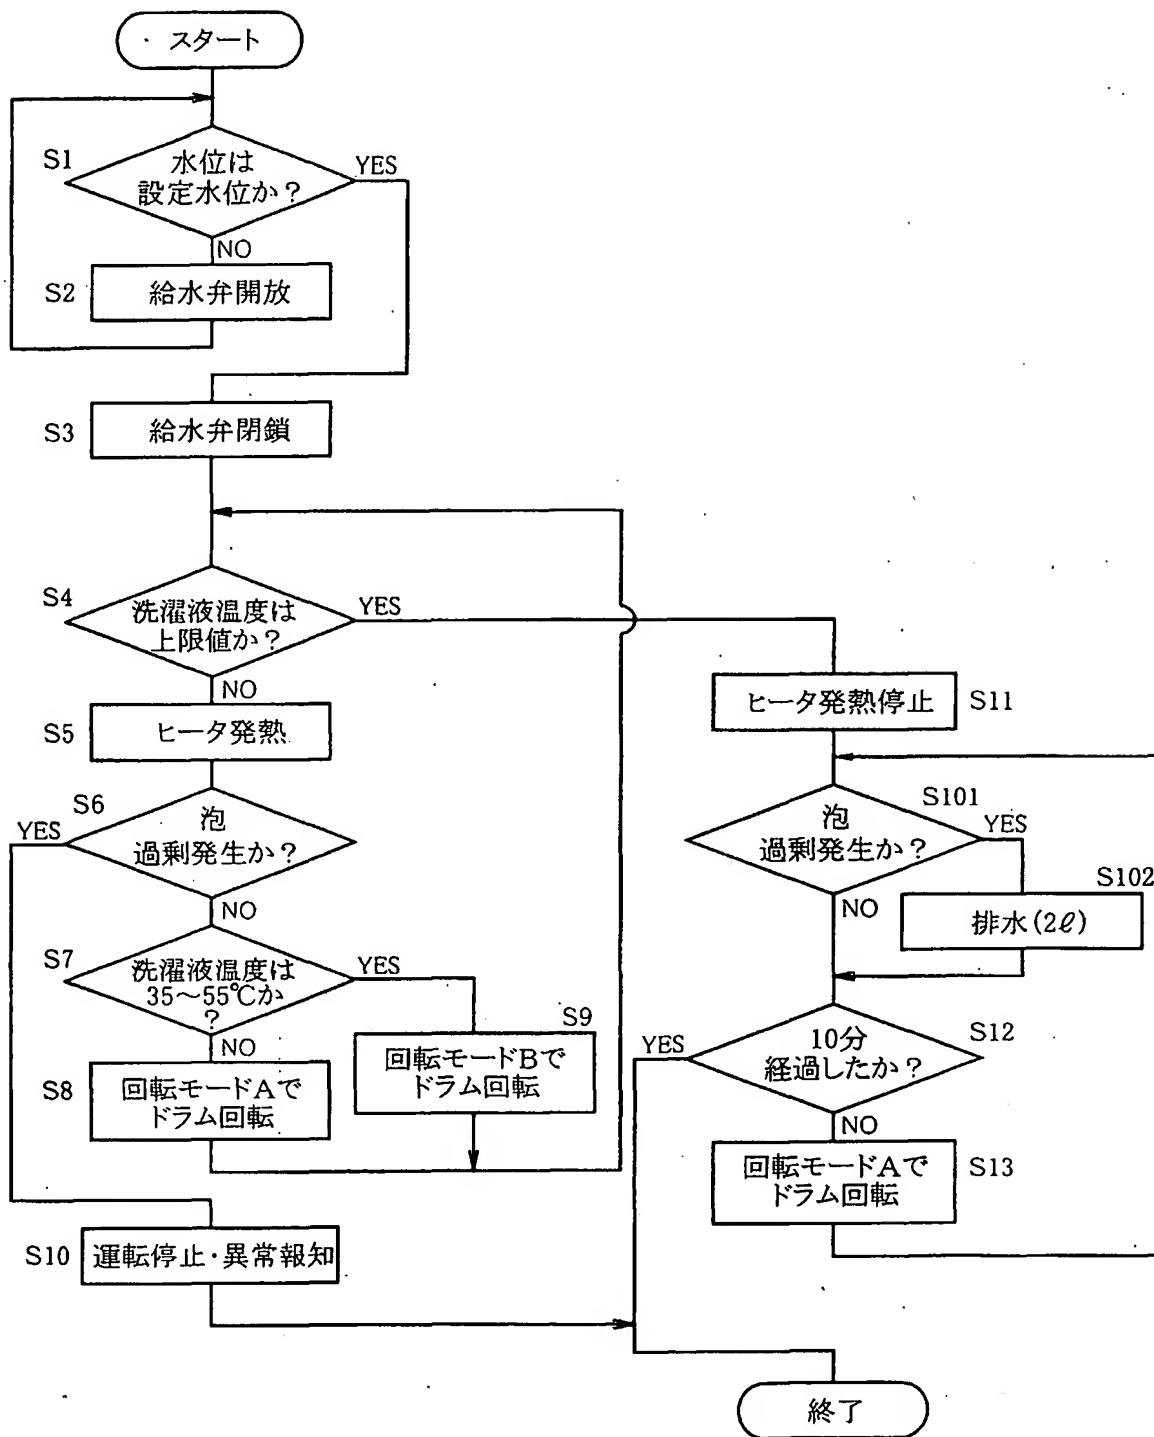 スタート
S1
水位は
設定水位か?
YES
NO
S2
給水弁開放
S3
給水弁閉鎖
S4
洗濯液温度は
上限値か?
YES
NO
S5
ヒータ発熱
S6
YES
泡
過剰発生か?
NO
S7
洗濯液温度は
35～55℃か
?
YES
NO
S8
回転モードAで
ドラム回転
S9
回転モードBで
ドラム回転
S10
運転停止・異常報知
ヒータ発熱停止
S11
S101
泡
過剰発生か?
YES
NO
S102
排水(2ℓ)
S12
10分
経過したか?
YES
NO
回転モードAで
ドラム回転
S13
終了